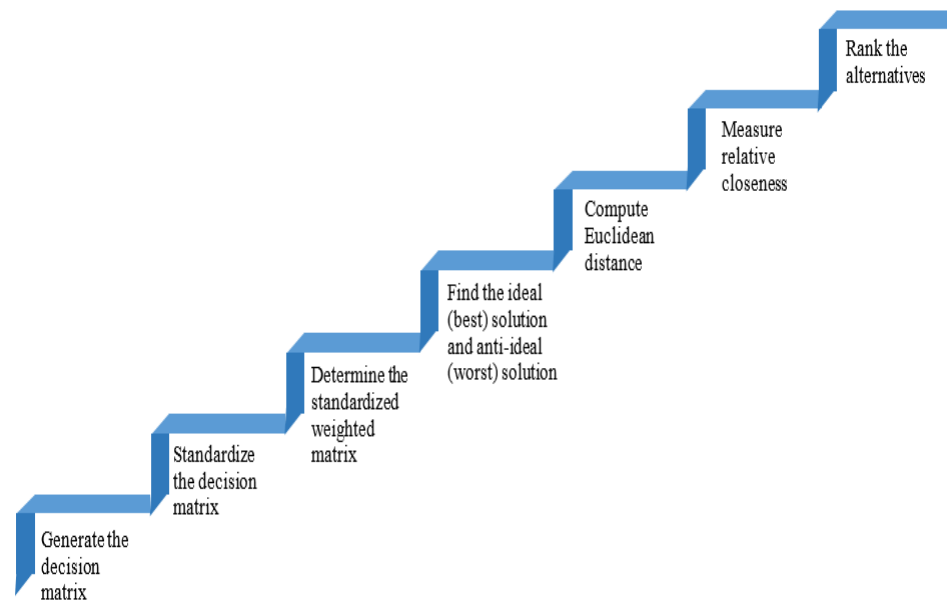 Generate the
decision
matrix
Standardize
the decision
matrix
Determine the
standardized
weighted
matrix
Find the ideal
(best) solution
and anti-ideal
(worst) solution
Compute
Euclidean
distance
Measure
relative
closeness
Rank the
alternatives